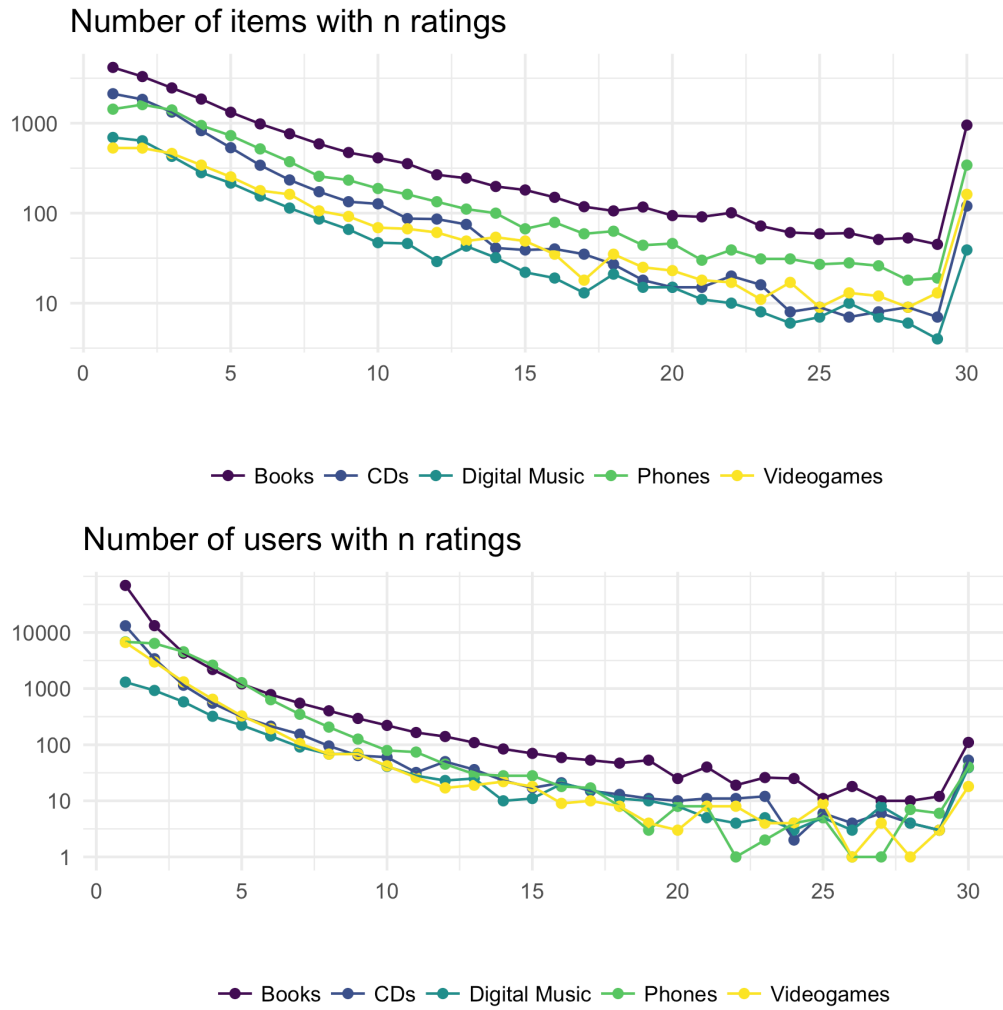 Number of items with n ratings
1000
100
10
0 5 10 15 20 25 30
Books CDs Digital Music Phones Videogames
Number of users with n ratings
10000
1000
100
10
1
0 5 10 15 20 25 30
Books CDs Digital Music Phones Videogames